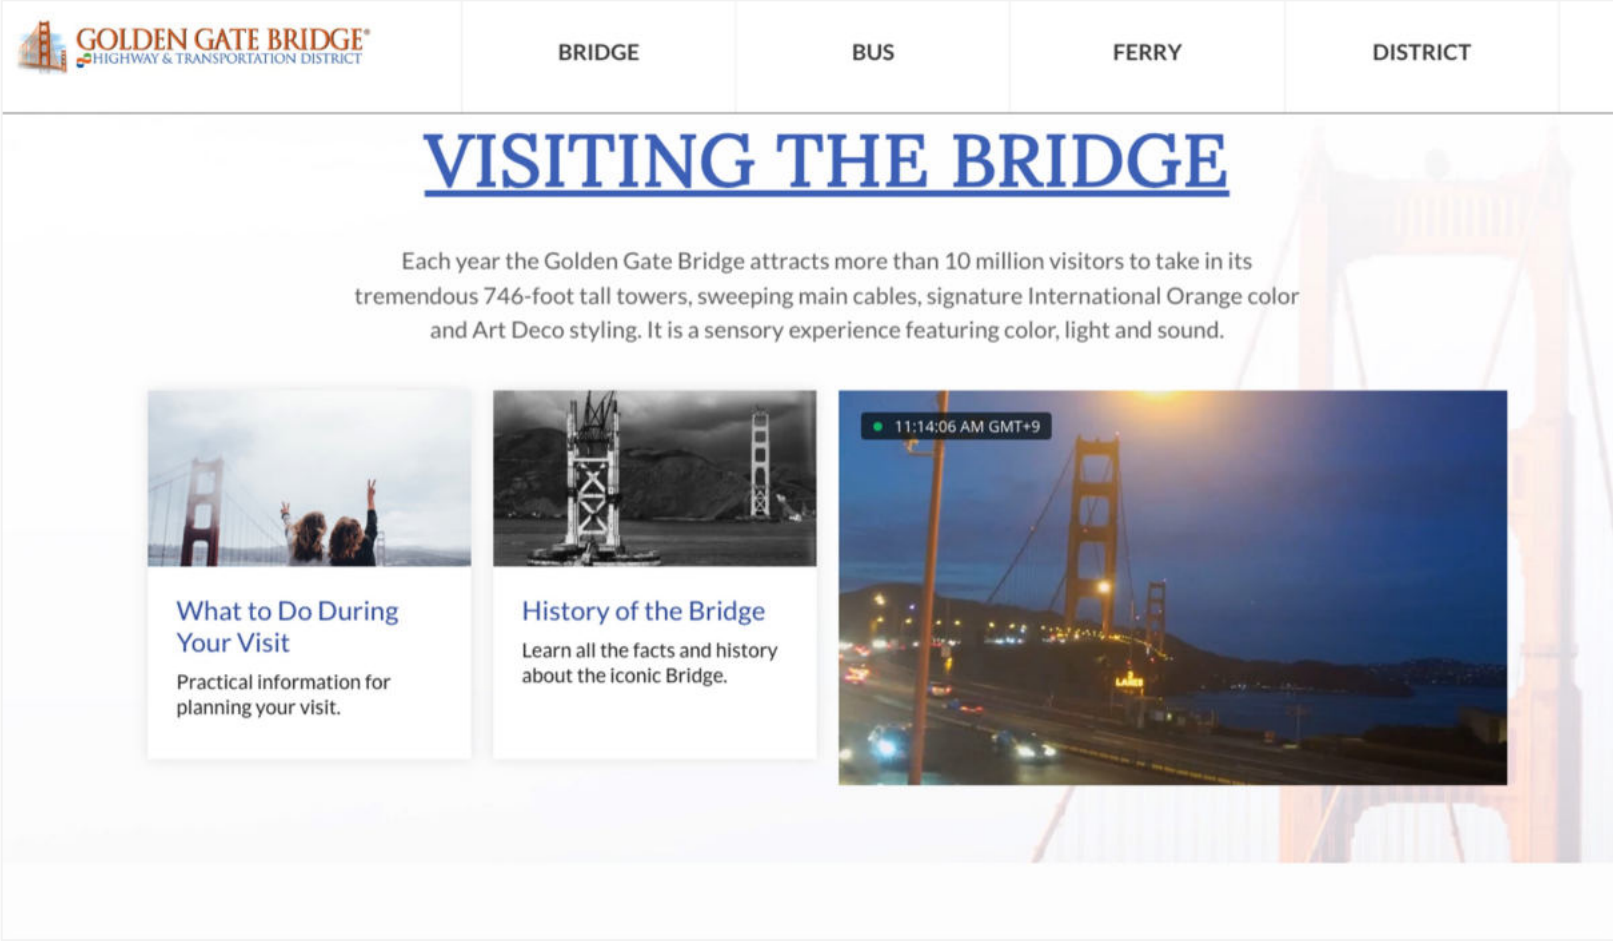 GOLDEN GATE BRIDGE®
HIGHWAY & TRANSPORTATION DISTRICT
BRIDGE
BUS
FERRY
DISTRICT
VISITING THE BRIDGE
Each year the Golden Gate Bridge attracts more than 10 million visitors to take in its
tremendous 746-foot tall towers, sweeping main cables, signature International Orange color
and Art Deco styling. It is a sensory experience featuring color, light and sound.
What to Do During
Your Visit
Practical information for
planning your visit.
History of the Bridge
Learn all the facts and history
about the iconic Bridge.
11:14:06 AM GMT+9
LANES